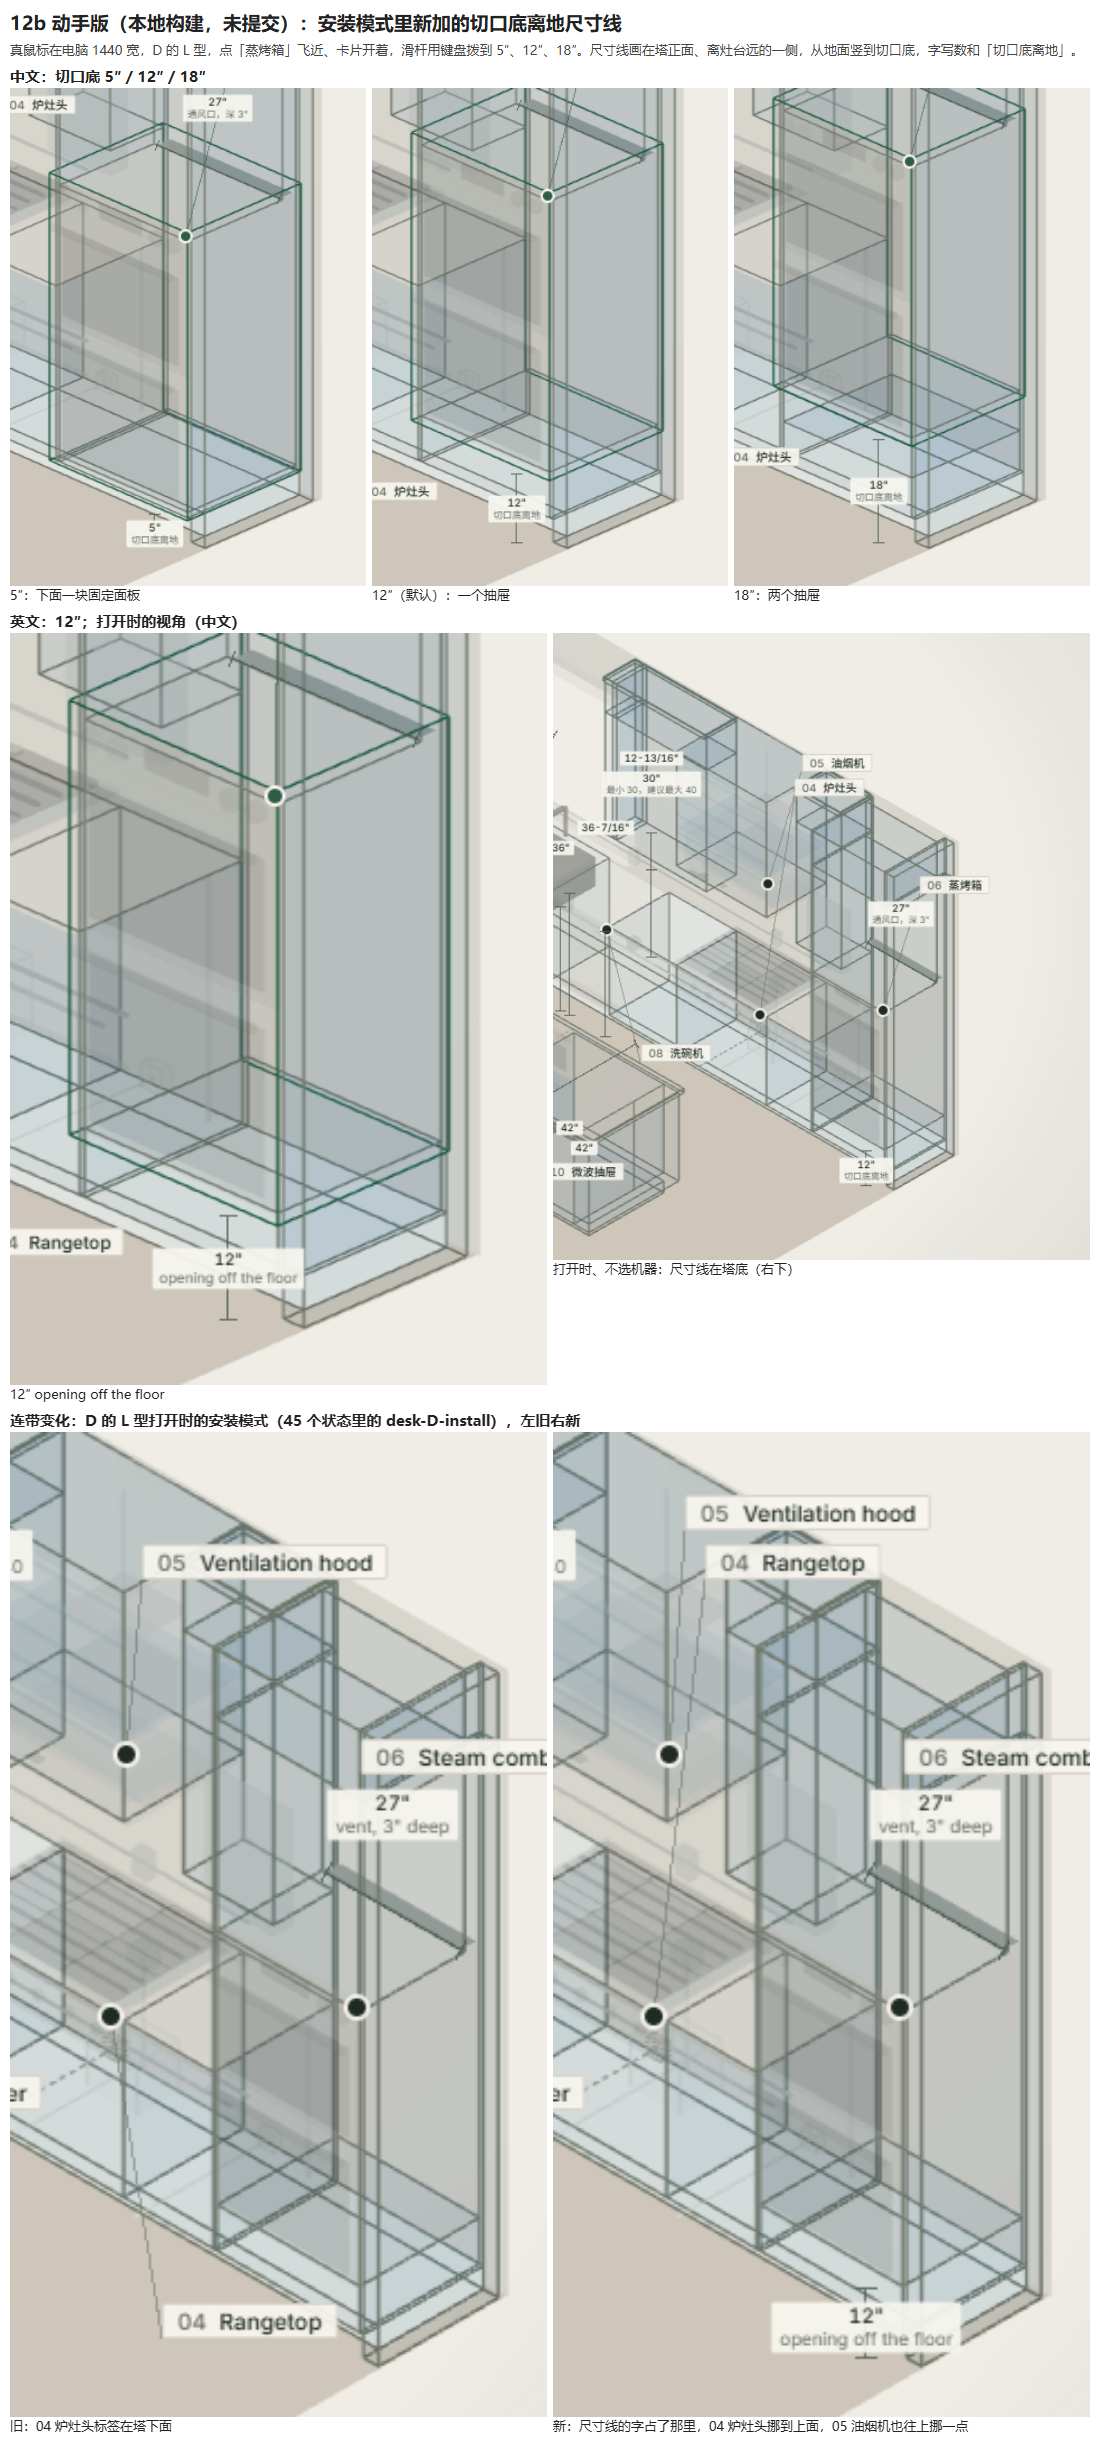 12b 动手版（本地构建，未提交）：安装模式里新加的切口底离地尺寸线
真鼠标在电脑 1440 宽，D 的 L 型，点「蒸烤箱」飞近、卡片开着，滑杆用键盘拨到 5″、12″、18″。尺寸线画在塔正面、离灶台远的一侧，从地面竖到切口底，字写数和「切口底离地」。
中文：切口底 5″ / 12″ / 18″
04 炉灶头
27"
通风口，深 3"
5"
切口底离地
04 炉灶头
12"
切口底离地
04 炉灶头
18"
切口底离地
5″：下面一块固定面板
12″（默认）：一个抽屉
18″：两个抽屉
英文：12″；打开时的视角（中文）
4 Rangetop
12"
opening off the floor
12-13/16"
30"
最小 30，建议最大 40
36-7/16"
36"
05 油烟机
04 炉灶头
06 蒸烤箱
27"
通风口，深 3"
08 洗碗机
42"
42"
10 微波抽屉
12"
切口底离地
打开时、不选机器：尺寸线在塔底（右下）
12″ opening off the floor
连带变化：D 的 L 型打开时的安装模式（45 个状态里的 desk-D-install），左旧右新
05 Ventilation hood
06 Steam comb
27"
vent, 3" deep
er
04 Rangetop
05 Ventilation hood
04 Rangetop
06 Steam comb
27"
vent, 3" deep
er
12"
opening off the floor
旧：04 炉灶头标签在塔下面
新：尺寸线的字占了那里，04 炉灶头挪到上面，05 油烟机也往上挪一点